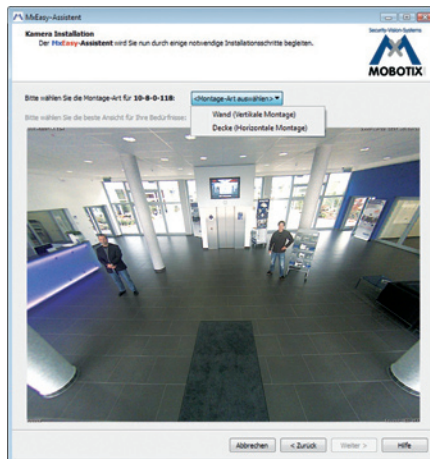 MxEasy-Assistent
Kamera Installation
Der MxEasy-Assistent wird Sie nun durch einige notwendige Installationsschritte begleiten.
Security-Vision-Systems
MOBOTIX
Bitte wählen Sie die Montage-Art für 10-8-0-118:
<Montage-Art auswählen>
Bitte wählen Sie die beste Ansicht für Ihre Bedürfnisse:
Wand (Vertikale Montage)
Decke (Horizontale Montage)
Abbrechen
< Zurück
Weiter >
Hilfe